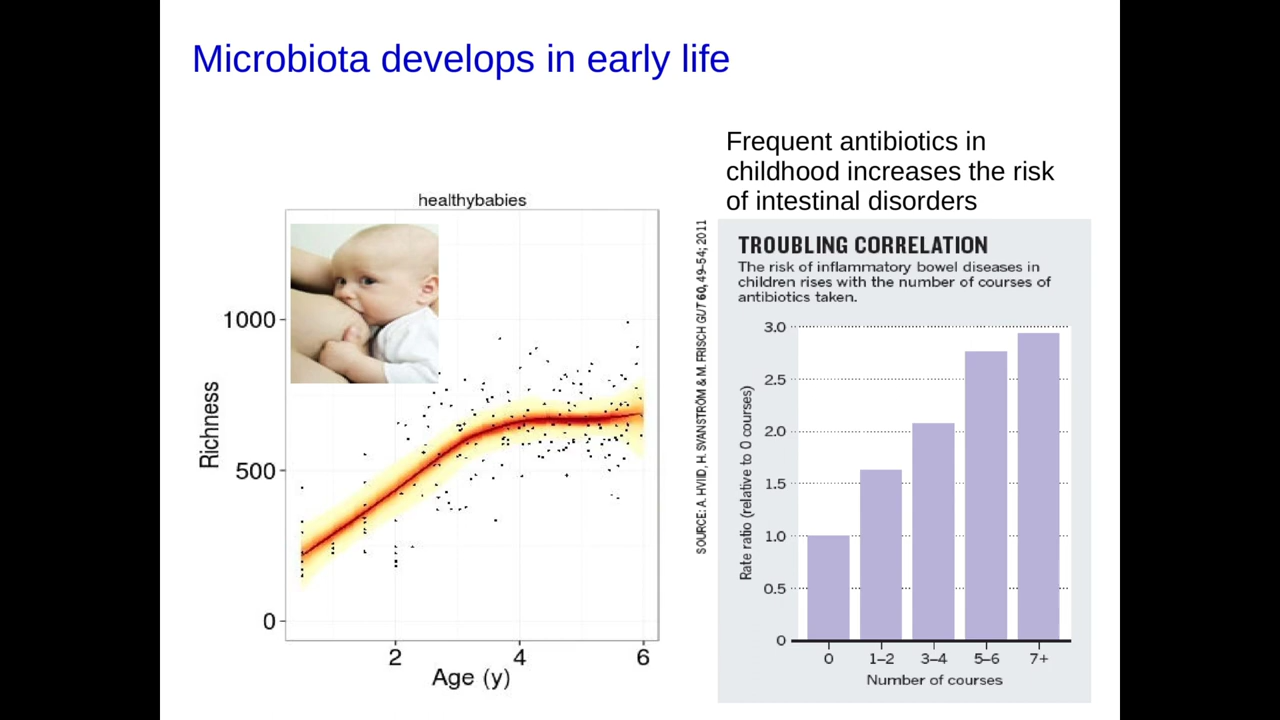 Microbiota develops in early life
Frequent antibiotics in
childhood increases the risk
of intestinal disorders
healthybabies
1000
500
0
Richness
2 4 6
Age (y)
SOURCE: A. HVIID, H. SVANSTRÖM & M. FRISCH GUT 60, 49–54; 2011
TROUBLING CORRELATION
The risk of inflammatory bowel diseases in
children rises with the number of courses of
antibiotics taken.
3.0
2.5
2.0
1.5
1.0
0.5
0
Rate ratio (relative to 0 courses)
0 1–2 3–4 5–6 7+
Number of courses